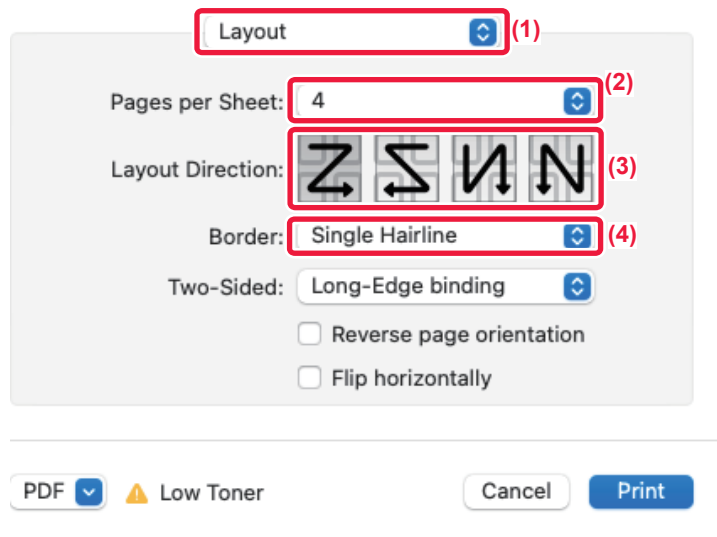 Layout (1)
Pages per Sheet: 4 (2)
Layout Direction: (3)
Border: Single Hairline (4)
Two-Sided: Long-Edge binding
Reverse page orientation
Flip horizontally
PDF Low Toner Cancel Print